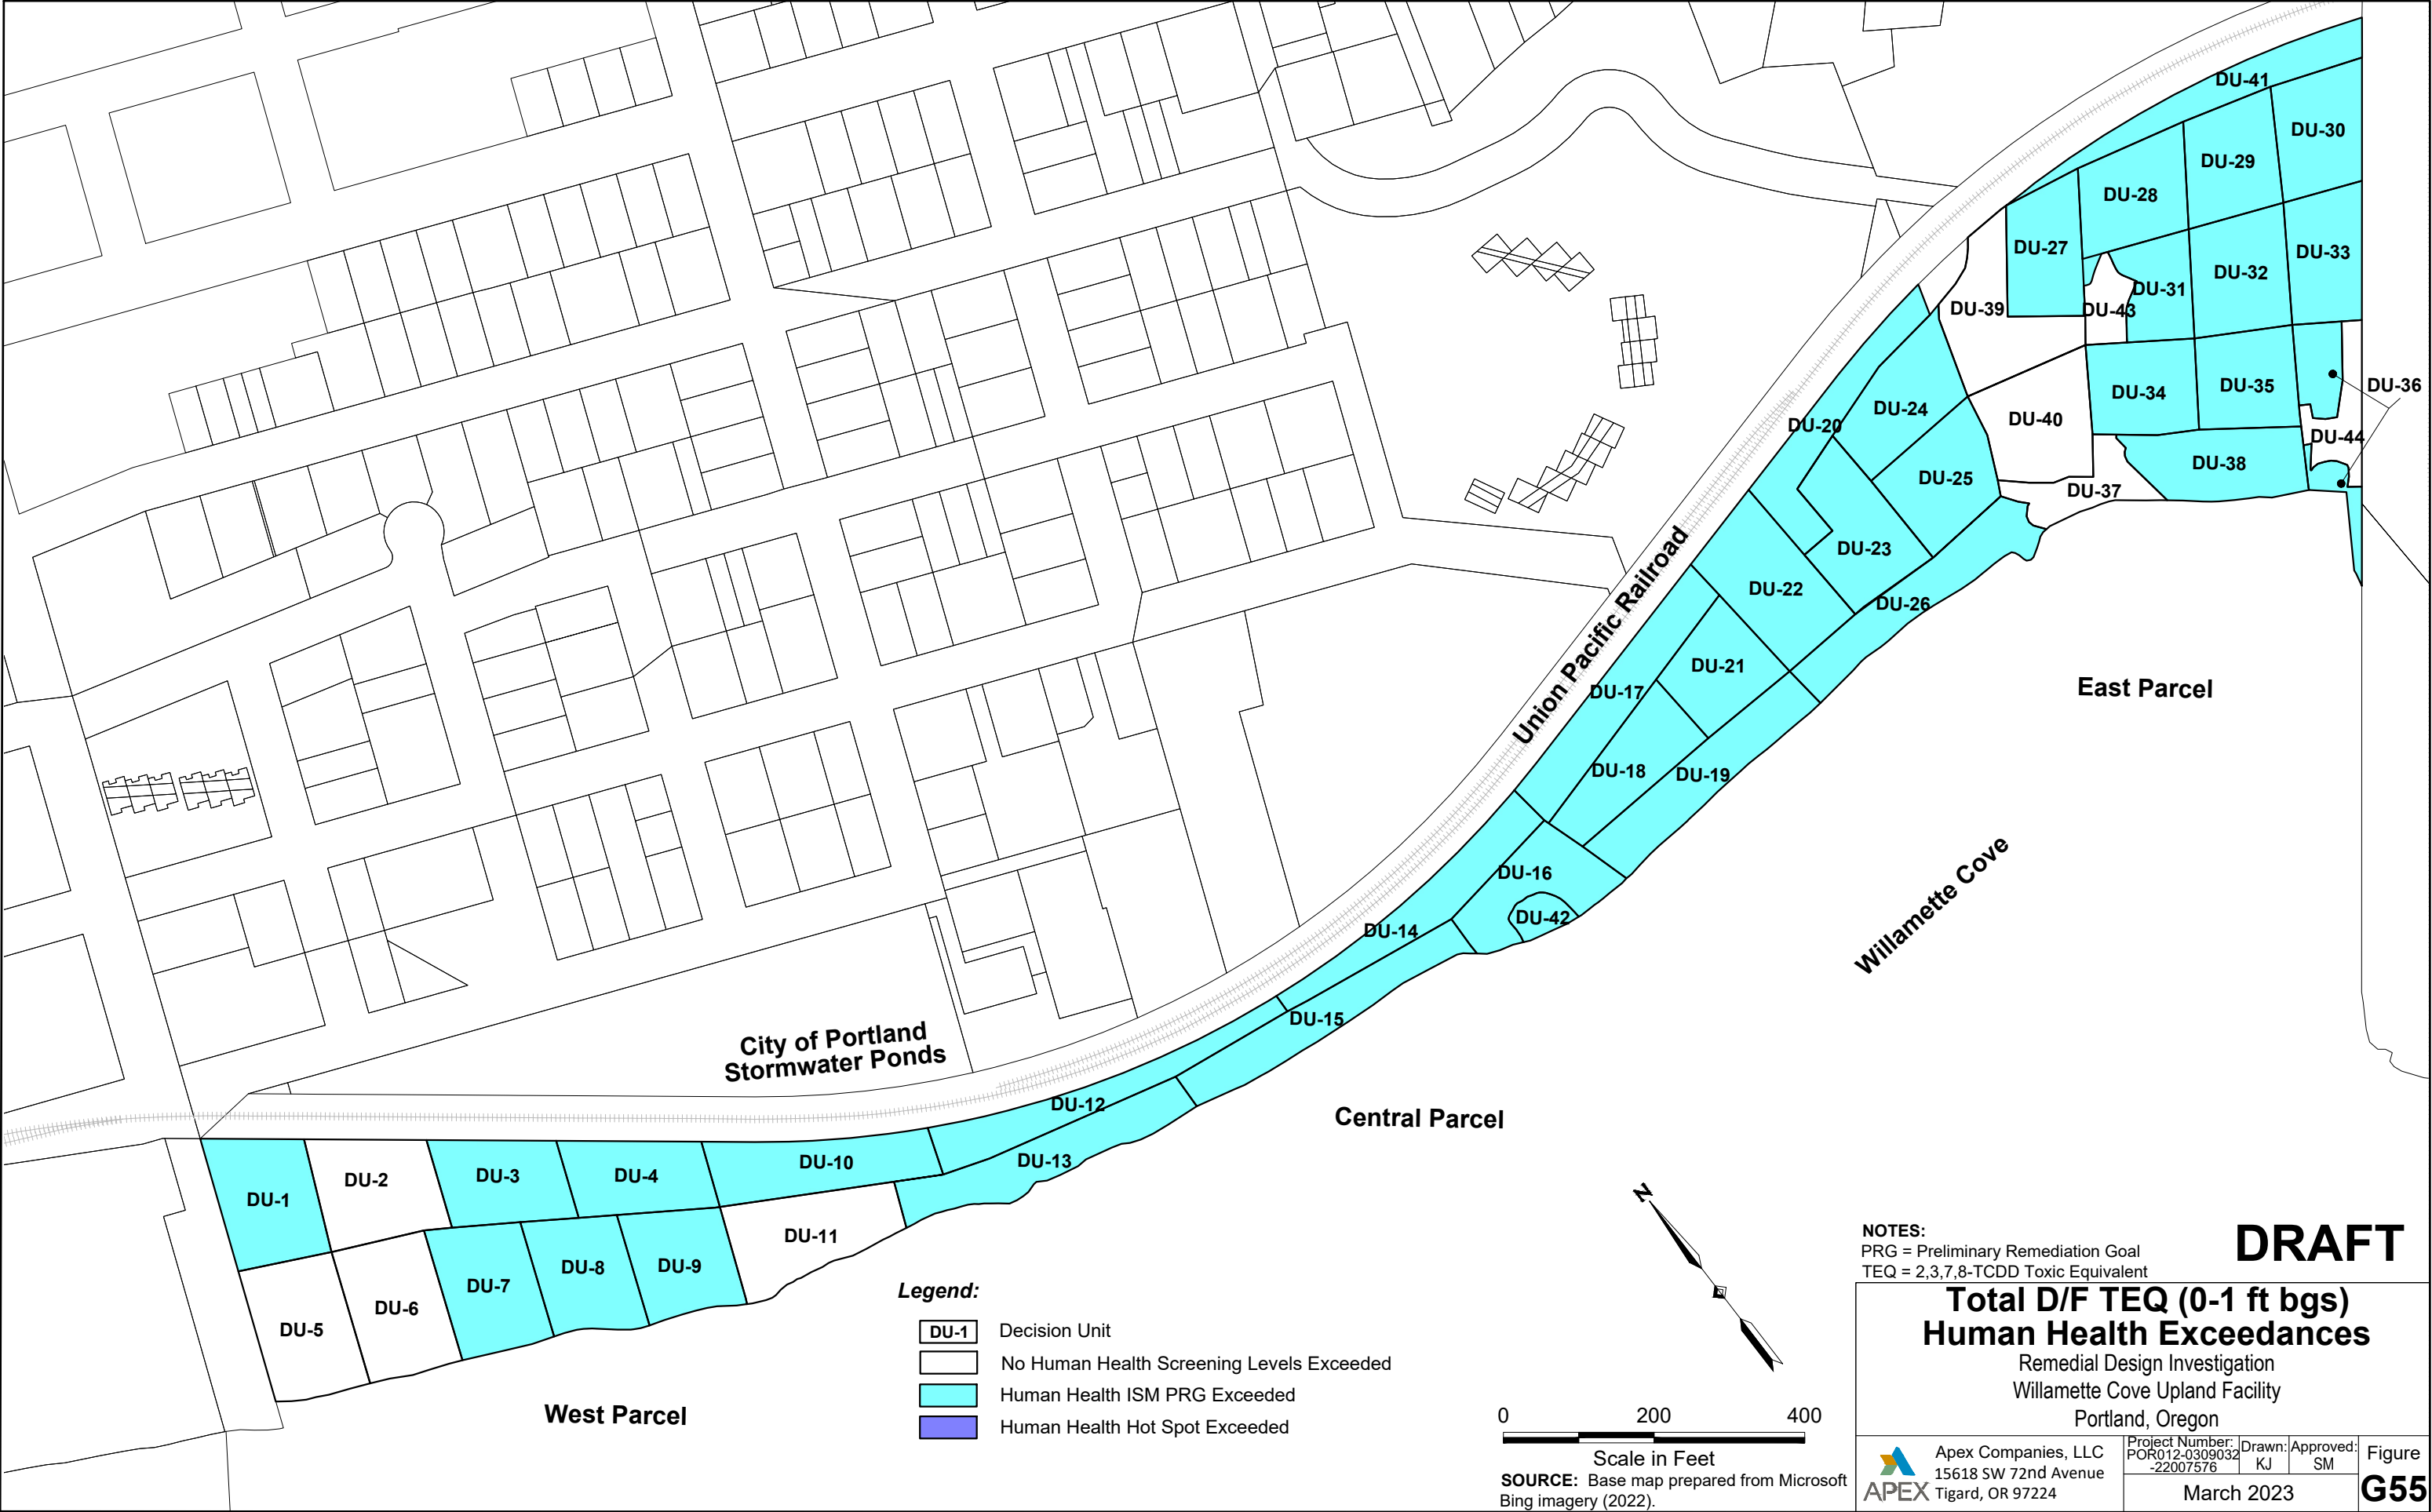 DU-41
DU-30
DU-29
DU-28
DU-27
DU-33
DU-32
DU-31
DU-39
DU-43
DU-36
DU-35
DU-34
DU-24
DU-40
DU-20
DU-44
DU-38
DU-25
DU-37
DU-23
DU-22
DU-26
Union Pacific Railroad
DU-21
DU-17
East Parcel
DU-18
DU-19
DU-16
DU-42
DU-14
Willamette Cove
DU-15
City of Portland
Stormwater Ponds
DU-12
Central Parcel
DU-13
DU-10
DU-4
DU-3
DU-2
DU-1
DU-11
DU-9
DU-8
DU-7
DU-6
DU-5
West Parcel
Legend:
DU-1 Decision Unit
No Human Health Screening Levels Exceeded
Human Health ISM PRG Exceeded
Human Health Hot Spot Exceeded
N
0 200 400
Scale in Feet
SOURCE: Base map prepared from Microsoft
Bing imagery (2022).
NOTES:
PRG = Preliminary Remediation Goal
TEQ = 2,3,7,8-TCDD Toxic Equivalent
DRAFT
Total D/F TEQ (0-1 ft bgs)
Human Health Exceedances
Remedial Design Investigation
Willamette Cove Upland Facility
Portland, Oregon
APEX
Apex Companies, LLC
15618 SW 72nd Avenue
Tigard, OR 97224
Project Number:
POR012-0309032
-22007576
Drawn:
KJ
Approved:
SM
March 2023
Figure
G55